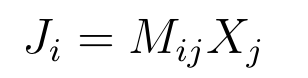 $J_i = M_{ij} X_j$